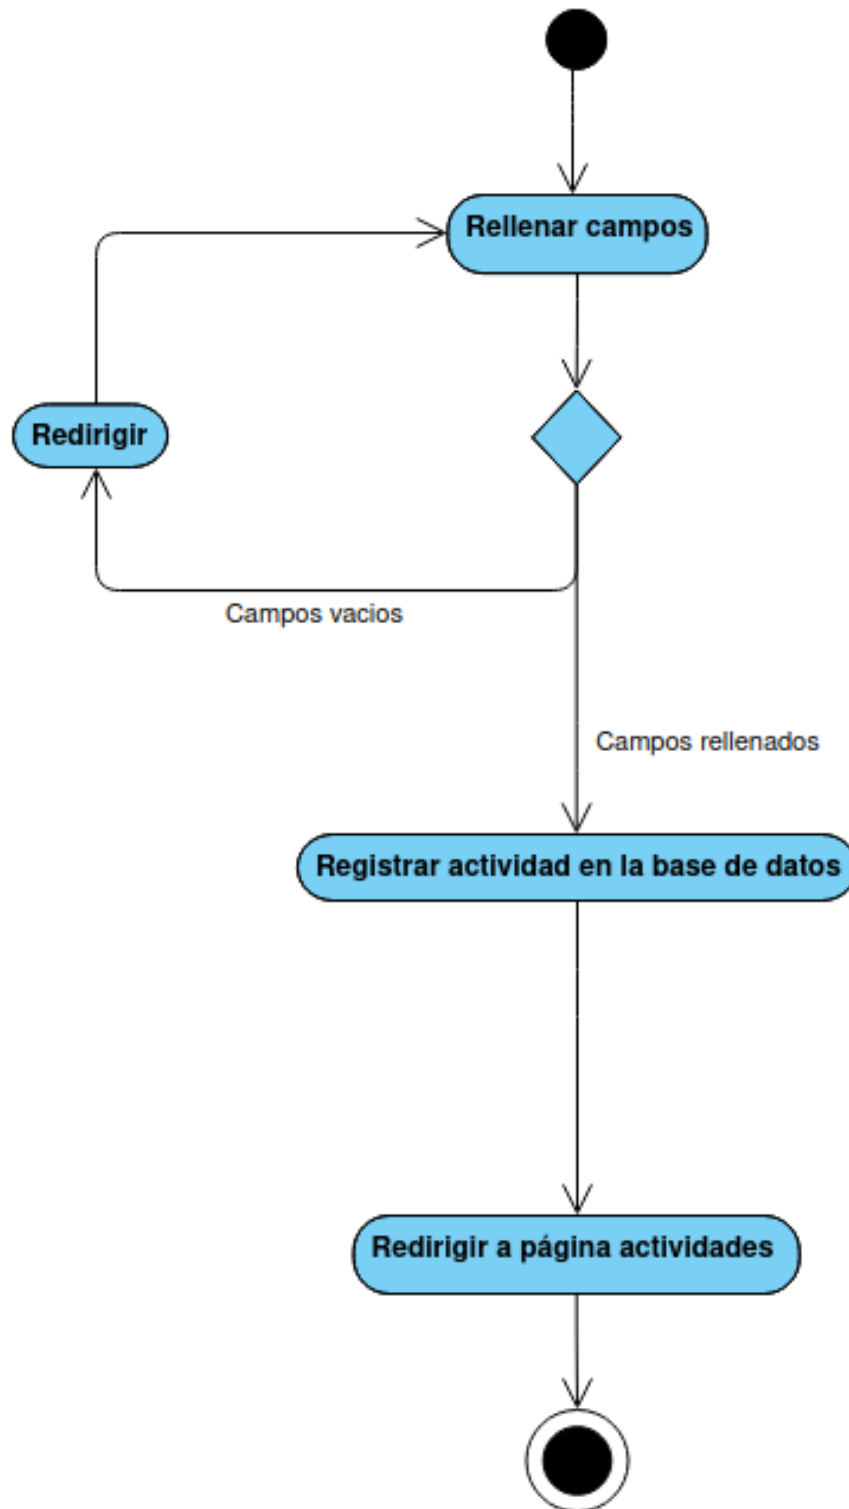 Rellenar campos
Redirigir
Campos vacios
Campos rellenados
Registrar actividad en la base de datos
Redirigir a página actividades